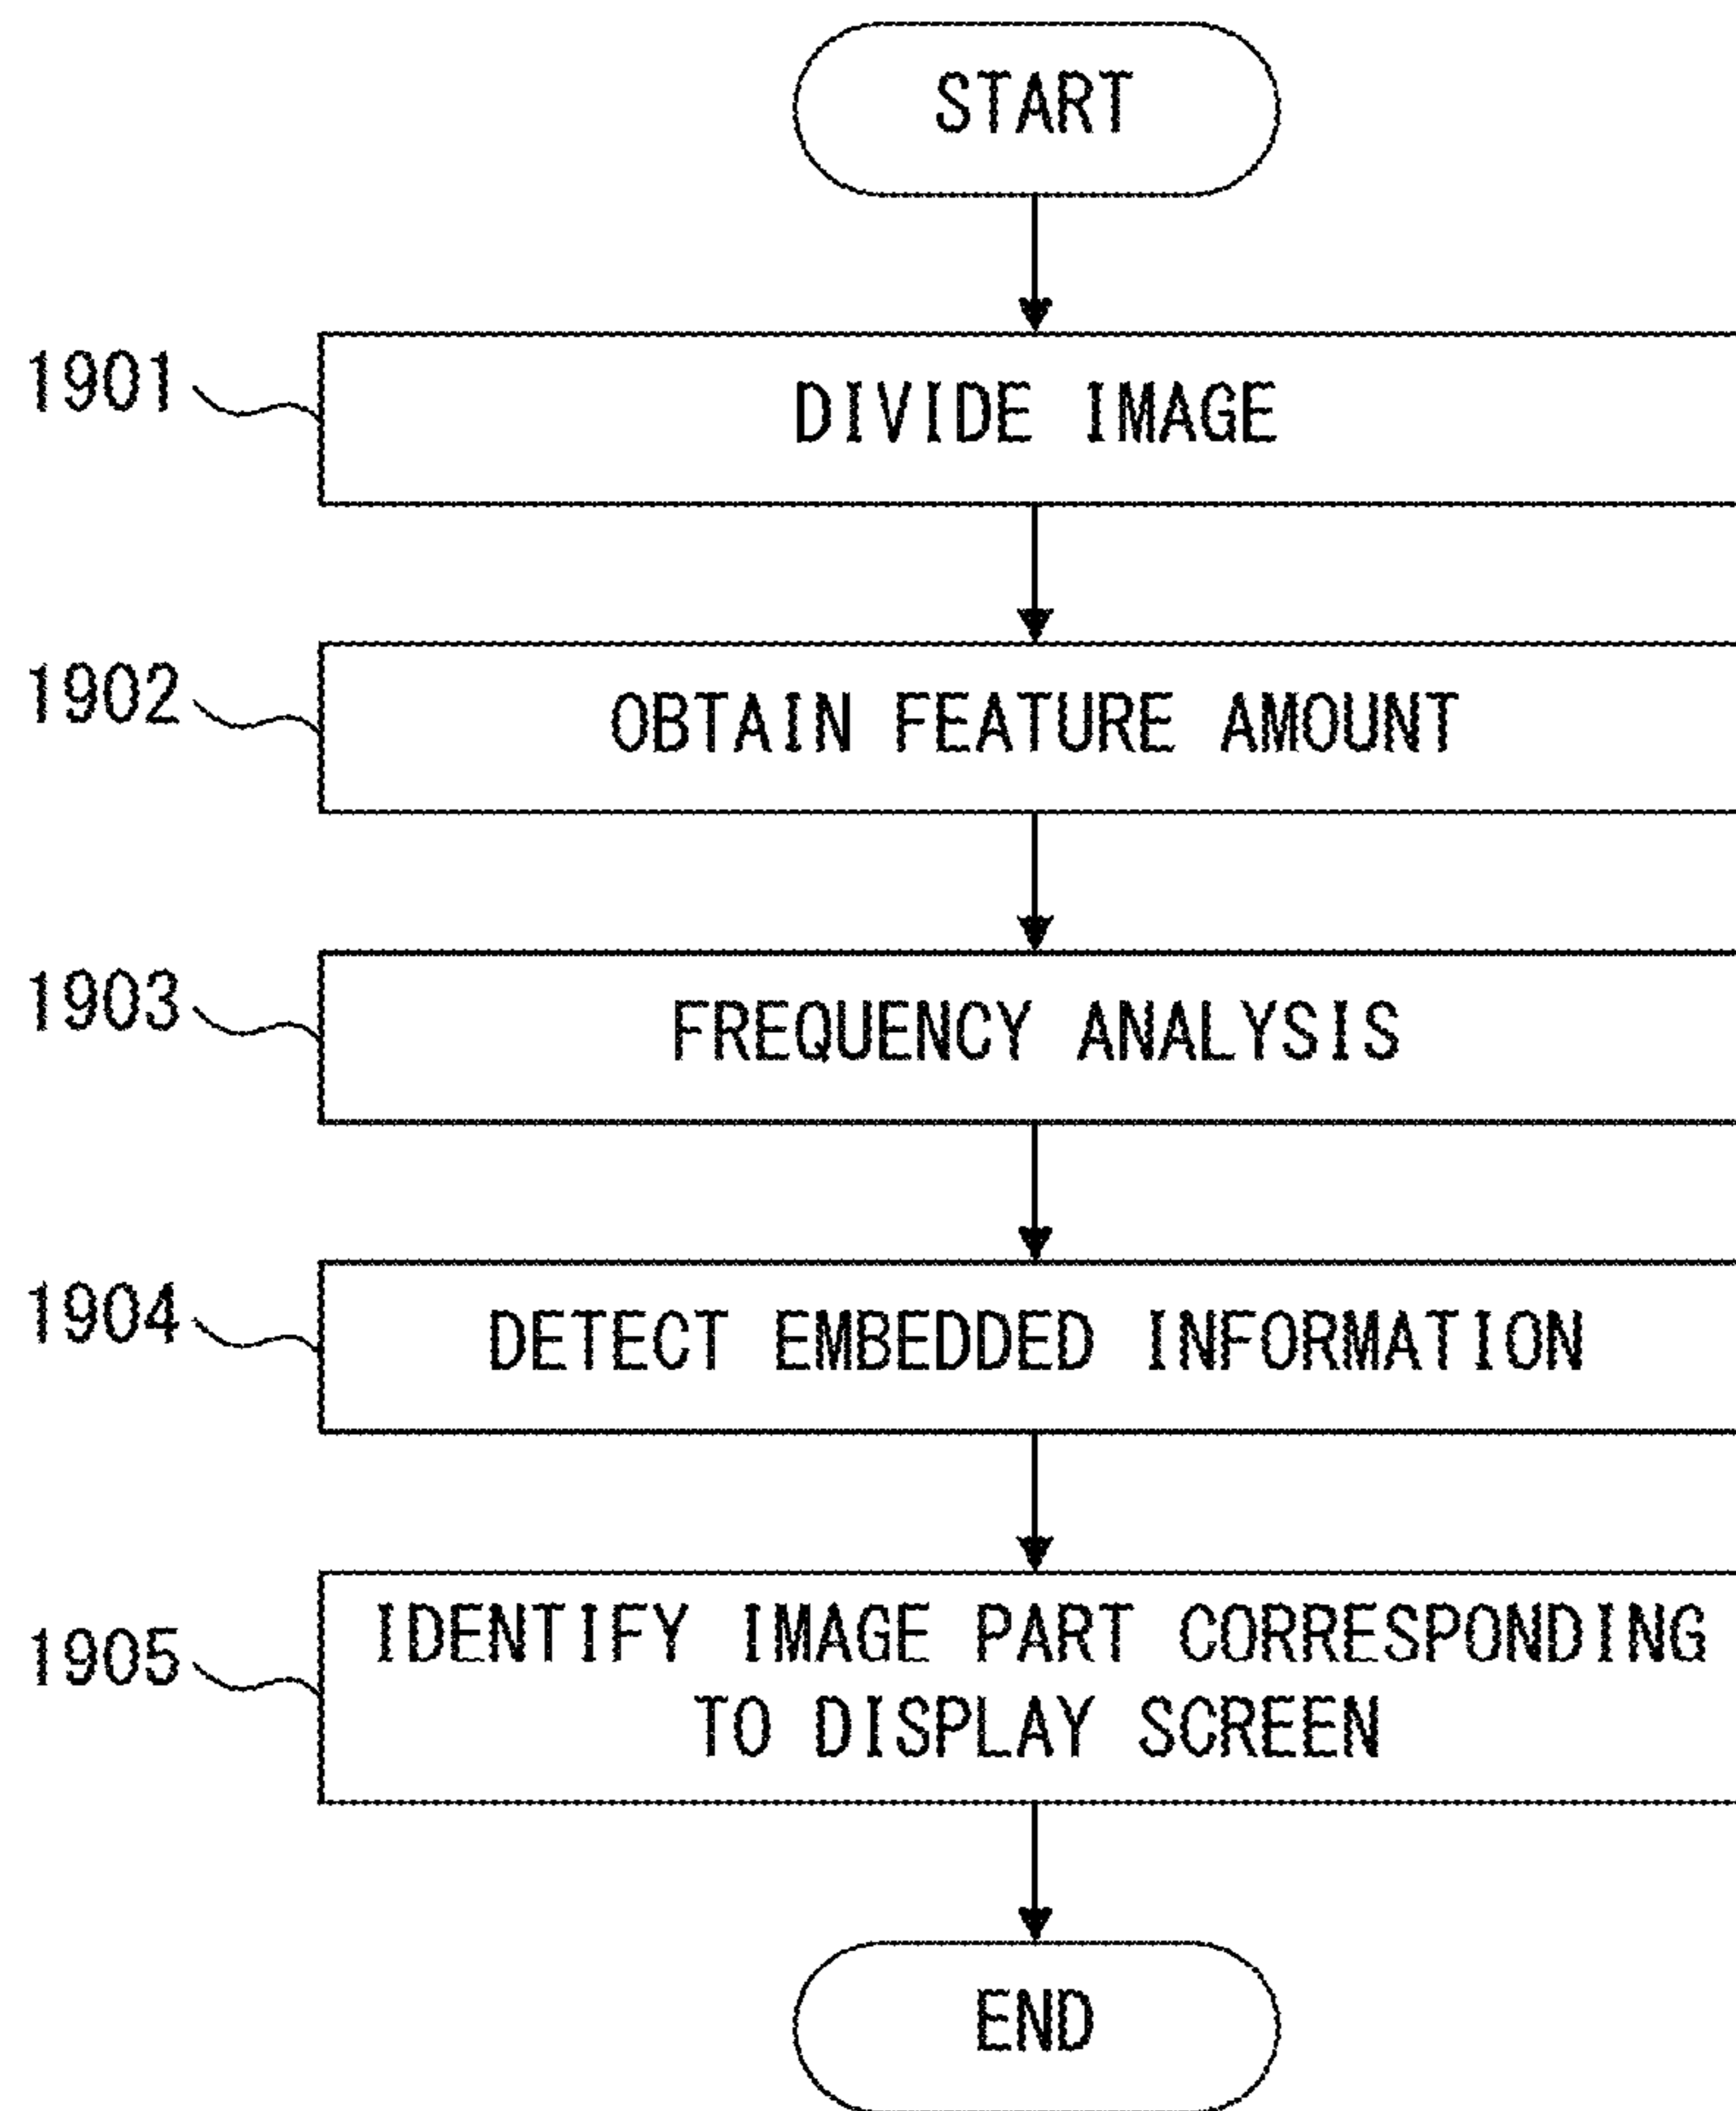 START
1901
DIVIDE IMAGE
1902
OBTAIN FEATURE AMOUNT
1903
FREQUENCY ANALYSIS
1904
DETECT EMBEDDED INFORMATION
1905
IDENTIFY IMAGE PART CORRESPONDING
TO DISPLAY SCREEN
END